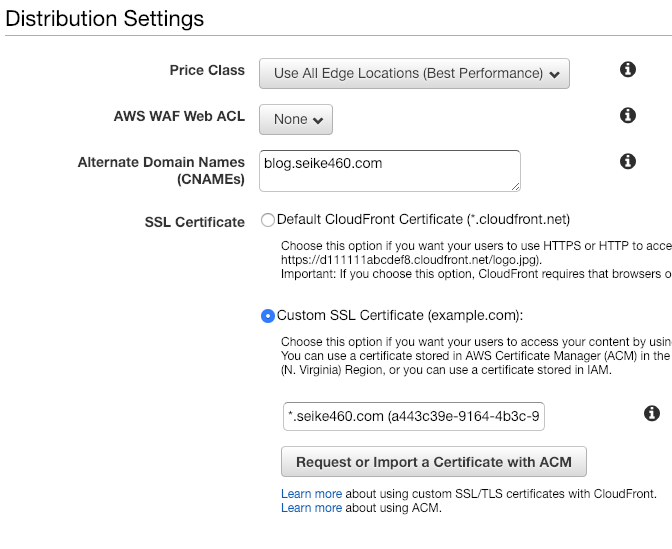 Distribution Settings
Price Class
Use All Edge Locations (Best Performance)
AWS WAF Web ACL
None
Alternate Domain Names
(CNAMEs)
blog.seike460.com
SSL Certificate
Default CloudFront Certificate (*.cloudfront.net)
Choose this option if you want your users to use HTTPS or HTTP to acce
https://d111111abcdef8.cloudfront.net/logo.jpg).
Important: If you choose this option, CloudFront requires that browsers o
Custom SSL Certificate (example.com):
Choose this option if you want your users to access your content by usin
You can use a certificate stored in AWS Certificate Manager (ACM) in the
(N. Virginia) Region, or you can use a certificate stored in IAM.
*.seike460.com (a443c39e-9164-4b3c-9
Request or Import a Certificate with ACM
Learn more about using custom SSL/TLS certificates with CloudFront.
Learn more about using ACM.